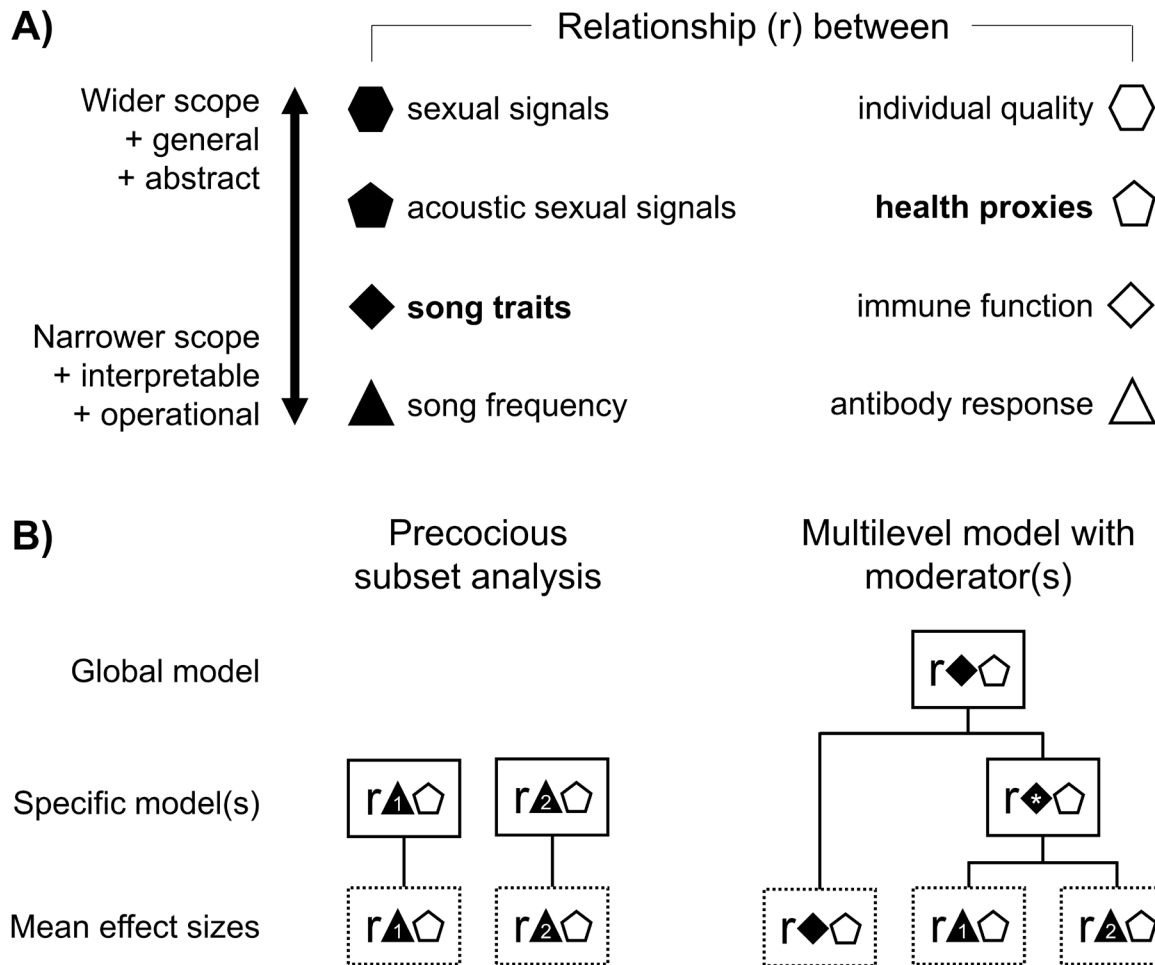 A)
Relationship (r) between
Wider scope
+ general
+ abstract
Narrower scope
+ interpretable
+ operational
sexual signals
individual quality
acoustic sexual signals
health proxies
song traits
immune function
song frequency
antibody response
B)
Precocious
subset analysis
Multilevel model with
moderator(s)
Global model
r
Specific model(s)
r 1
r 2
r *
Mean effect sizes
r 1
r 2
r
r 1
r 2